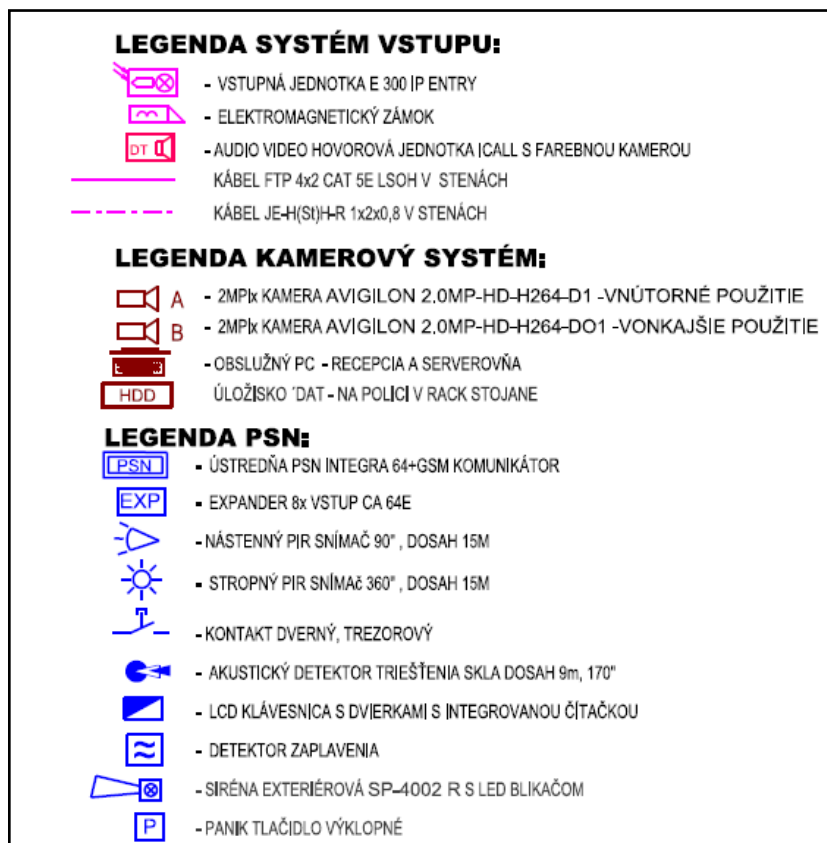 LEGENDA SYSTÉM VSTUPU:
- VSTUPNÁ JEDNOTKA E 300 IP ENTRY
- ELEKTROMAGNETICKÝ ZÁMOK
DT - AUDIO VIDEO HOVOROVÁ JEDNOTKA ICALL S FAREBNOU KAMEROU
KÁBEL FTP 4x2 CAT 5E LSOH V STENÁCH
KÁBEL JE-H(St)H-R 1x2x0,8 V STENÁCH
LEGENDA KAMEROVÝ SYSTÉM:
A - 2MPIx KAMERA AVIGILON 2.0MP-HD-H264-D1 -VNÚTORNÉ POUŽITIE
B - 2MPIx KAMERA AVIGILON 2.0MP-HD-H264-DO1 -VONKAJŠIE POUŽITIE
- OBSLUŽNÝ PC - RECEPCIA A SERVEROVŇA
HDD ÚLOŽISKO ´DAT - NA POLICI V RACK STOJANE
LEGENDA PSN:
PSN - ÚSTREDŇA PSN INTEGRA 64+GSM KOMUNIKÁTOR
EXP - EXPANDER 8x VSTUP CA 64E
- NÁSTENNÝ PIR SNÍMAČ 90" , DOSAH 15M
- STROPNÝ PIR SNÍMAč 360" , DOSAH 15M
- KONTAKT DVERNÝ, TREZOROVÝ
- AKUSTICKÝ DETEKTOR TRIEŠŤENIA SKLA DOSAH 9m, 170"
- LCD KLÁVESNICA S DVIERKAMI S INTEGROVANOU ČÍTAČKOU
- DETEKTOR ZAPLAVENIA
- SIRÉNA EXTERIÉROVÁ SP-4002 R S LED BLIKAČOM
P - PANIK TLAČIDLO VÝKLOPNÉ